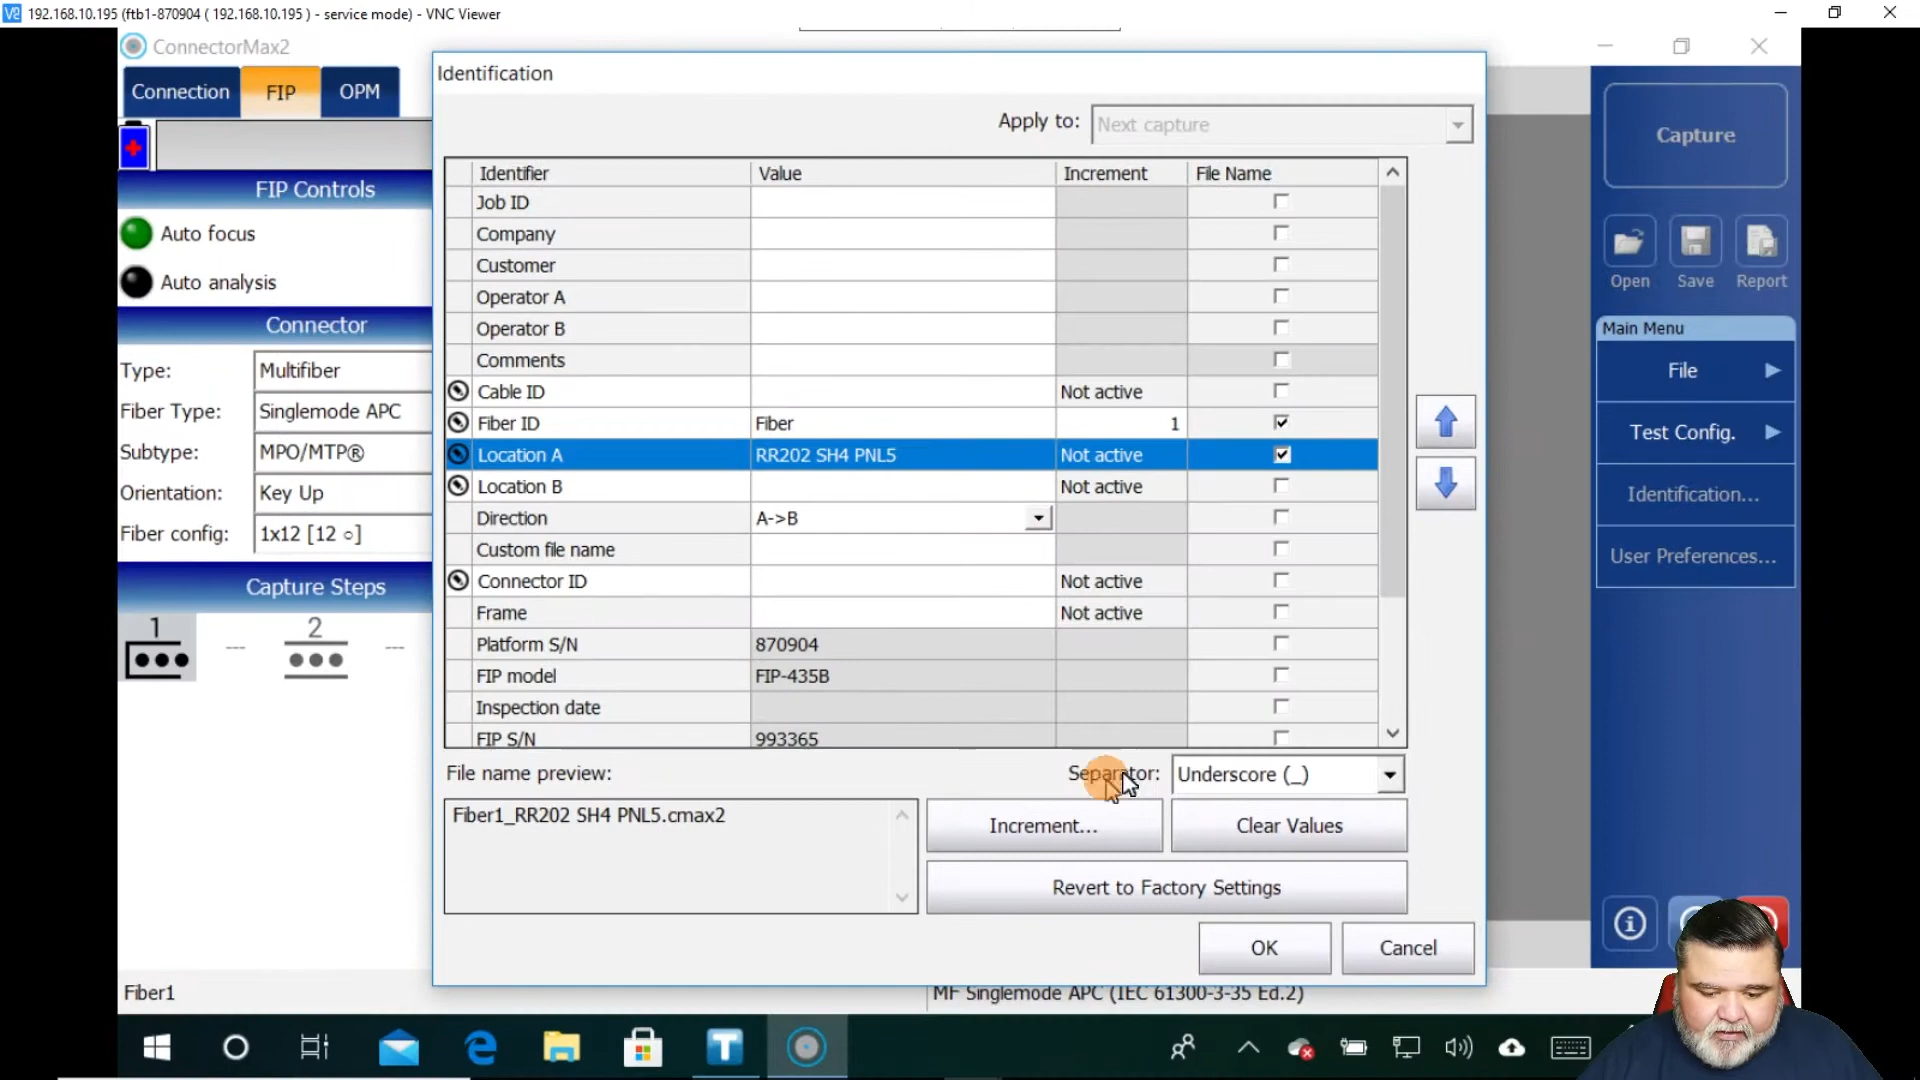 192.168.10.195 (ftb1-870904 ( 192.168.10.195 ) - service mode) - VNC Viewer
ConnectorMax2
Connection
FIP
OPM
FIP Controls
Auto focus
Auto analysis
Connector
Type:
Multifiber
Fiber Type:
Singlemode APC
Subtype:
MPO/MTP®
Orientation:
Key Up
Fiber config:
1x12 [12 ○]
Capture Steps
1
---
2
---
Fiber1
Identification
Apply to:
Next capture
Identifier
Value
Increment
File Name
Job ID
Company
Customer
Operator A
Operator B
Comments
Cable ID
Not active
Fiber ID
Fiber
1
Location A
RR202 SH4 PNL5
Not active
Location B
Not active
Direction
A->B
Custom file name
Connector ID
Not active
Frame
Not active
Platform S/N
870904
FIP model
FIP-435B
Inspection date
FIP S/N
993365
File name preview:
Separator:
Underscore (_)
Fiber1_RR202 SH4 PNL5.cmax2
Increment...
Clear Values
Revert to Factory Settings
OK
Cancel
MF Singlemode APC (IEC 61300-3-35 Ed.2)
Capture
Open
Save
Report
Main Menu
File
Test Config.
Identification...
User Preferences...